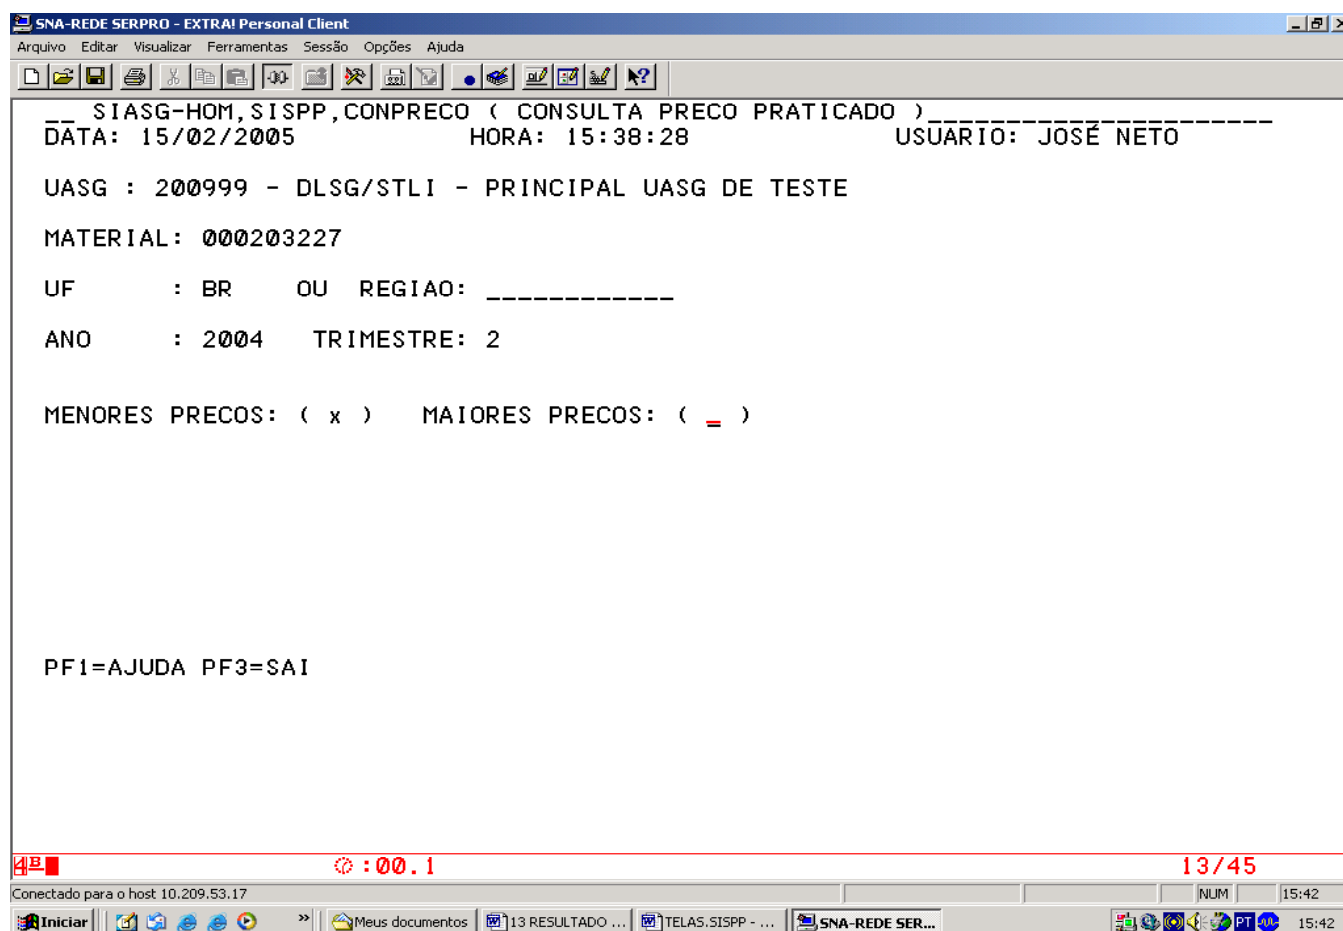 SNA-REDE SERPRO - EXTRA! Personal Client
Arquivo Editar Visualizar Ferramentas Sessão Opções Ajuda
__ SIASG-HOM,SISPP,CONPRECO ( CONSULTA PRECO PRATICADO )______________________
DATA: 15/02/2005 HORA: 15:38:28 USUARIO: JOSÉ NETO
UASG : 200999 - DLSG/STLI - PRINCIPAL UASG DE TESTE
MATERIAL: 000203227
UF : BR OU REGIAO: ____________
ANO : 2004 TRIMESTRE: 2
MENORES PRECOS: ( x ) MAIORES PRECOS: ( _ )
PF1=AJUDA PF3=SAI
4B :00.1 13/45
Conectado para o host 10.209.53.17 NUM 15:42
Iniciar » Meus documentos 13 RESULTADO ... TELAS.SISPP - ... SNA-REDE SER... PT 15:42